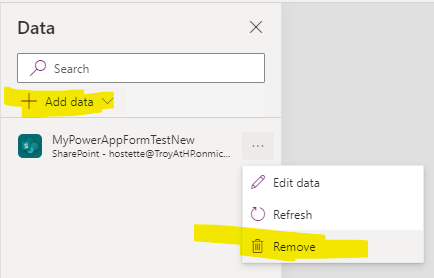 Data
Search
Add data
MyPowerAppFormTestNew
SharePoint - hostette@TroyAtHP.onmic...
Edit data
Refresh
Remove